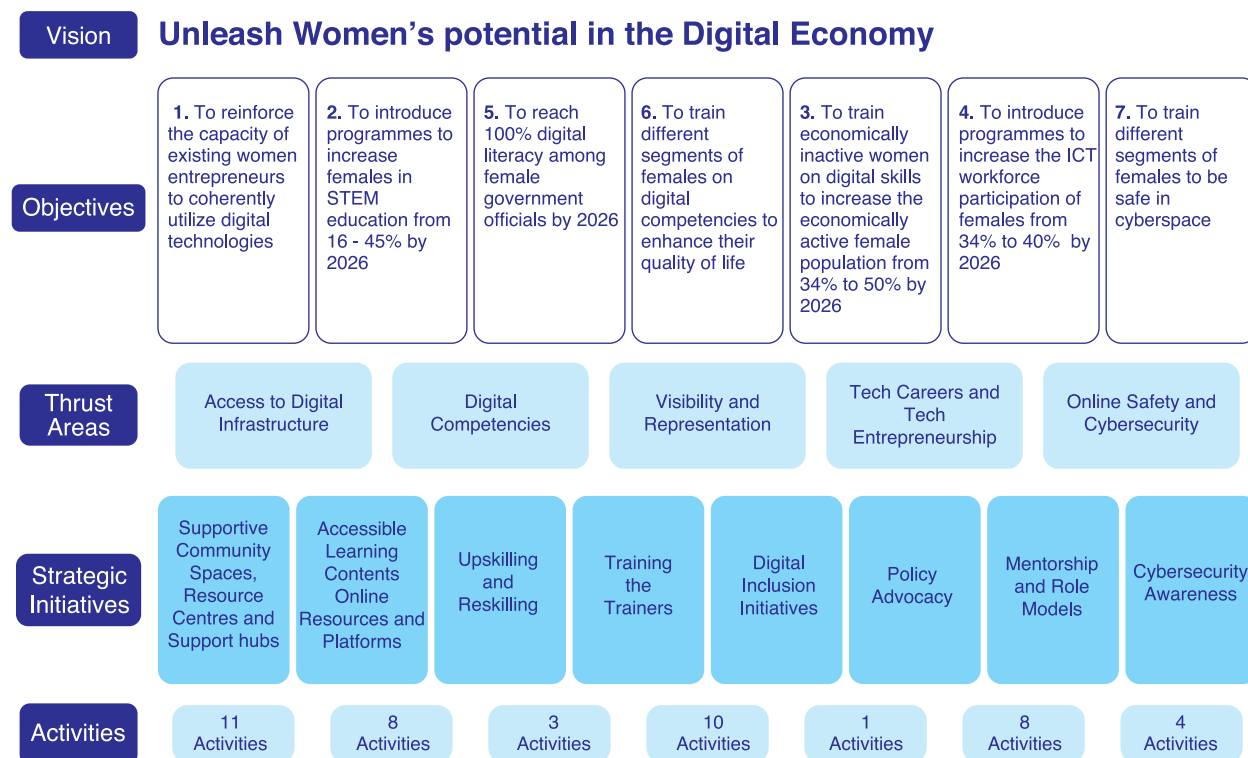 Vision
Unleash Women’s potential in the Digital Economy
Objectives
1. To reinforce
the capacity of
existing women
entrepreneurs
to coherently
utilize digital
technologies
2. To introduce
programmes to
increase
females in
STEM
education from
16 - 45% by
2026
5. To reach
100% digital
literacy among
female
government
officials by 2026
6. To train
different
segments of
females on
digital
competencies to
enhance their
quality of life
3. To train
economically
inactive women
on digital skills
to increase the
economically
active female
population from
34% to 50% by
2026
4. To introduce
programmes to
increase the ICT
workforce
participation of
females from
34% to 40% by
2026
7. To train
different
segments of
females to be
safe in
cyberspace
Thrust
Areas
Access to Digital
Infrastructure
Digital
Competencies
Visibility and
Representation
Tech Careers and
Tech
Entrepreneurship
Online Safety and
Cybersecurity
Strategic
Initiatives
Supportive
Community
Spaces,
Resource
Centres and
Support hubs
Accessible
Learning
Contents
Online
Resources and
Platforms
Upskilling
and
Reskilling
Training
the
Trainers
Digital
Inclusion
Initiatives
Policy
Advocacy
Mentorship
and Role
Models
Cybersecurity
Awareness
Activities
11
Activities
8
Activities
3
Activities
10
Activities
1
Activities
8
Activities
4
Activities